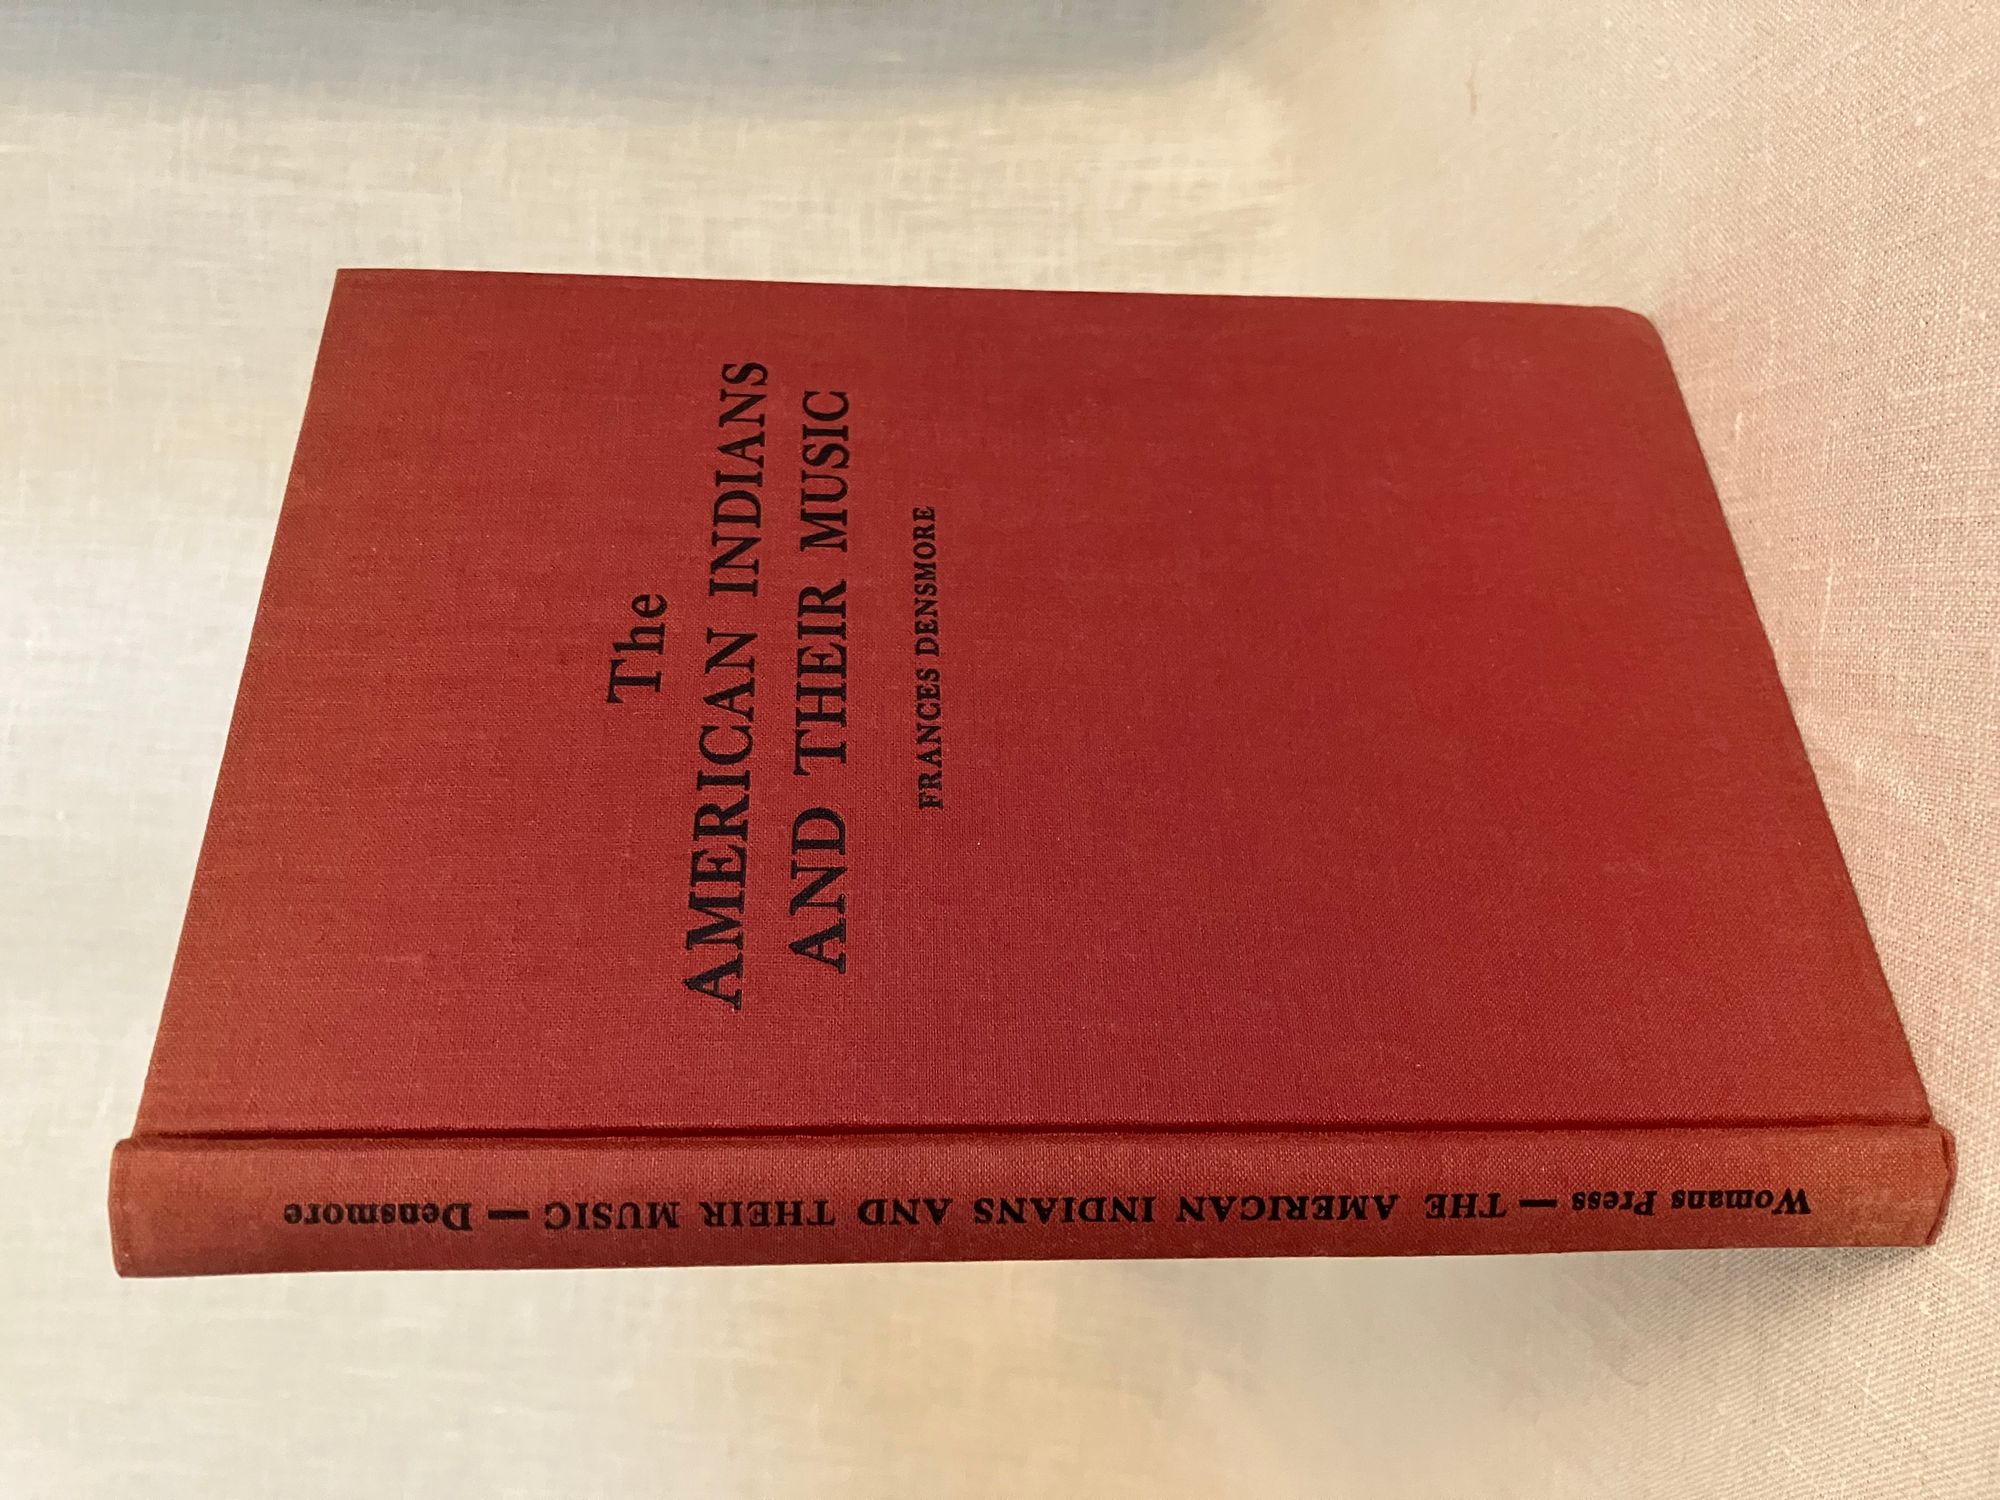 The
AMERICAN INDIANS
AND THEIR MUSIC
FRANCES DENSMORE
Womans Press — THE AMERICAN INDIANS AND THEIR MUSIC — Densmore